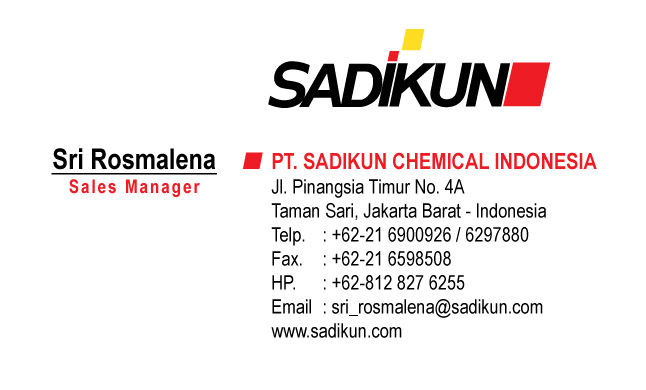 SADIKUN
Sri Rosmalena
Sales Manager
PT. SADIKUN CHEMICAL INDONESIA
Jl. Pinangsia Timur No. 4A
Taman Sari, Jakarta Barat - Indonesia
Telp. : +62-21 6900926 / 6297880
Fax. : +62-21 6598508
HP. : +62-812 827 6255
Email : sri_rosmalena@sadikun.com
www.sadikun.com